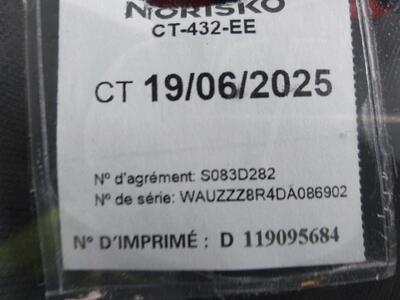 NORISKO
CT-432-EE
CT 19/06/2025
N° d'agrément: S083D282
N° de série: WAUZZZ8R4DA086902
N° D'IMPRIMÉ : D 119095684